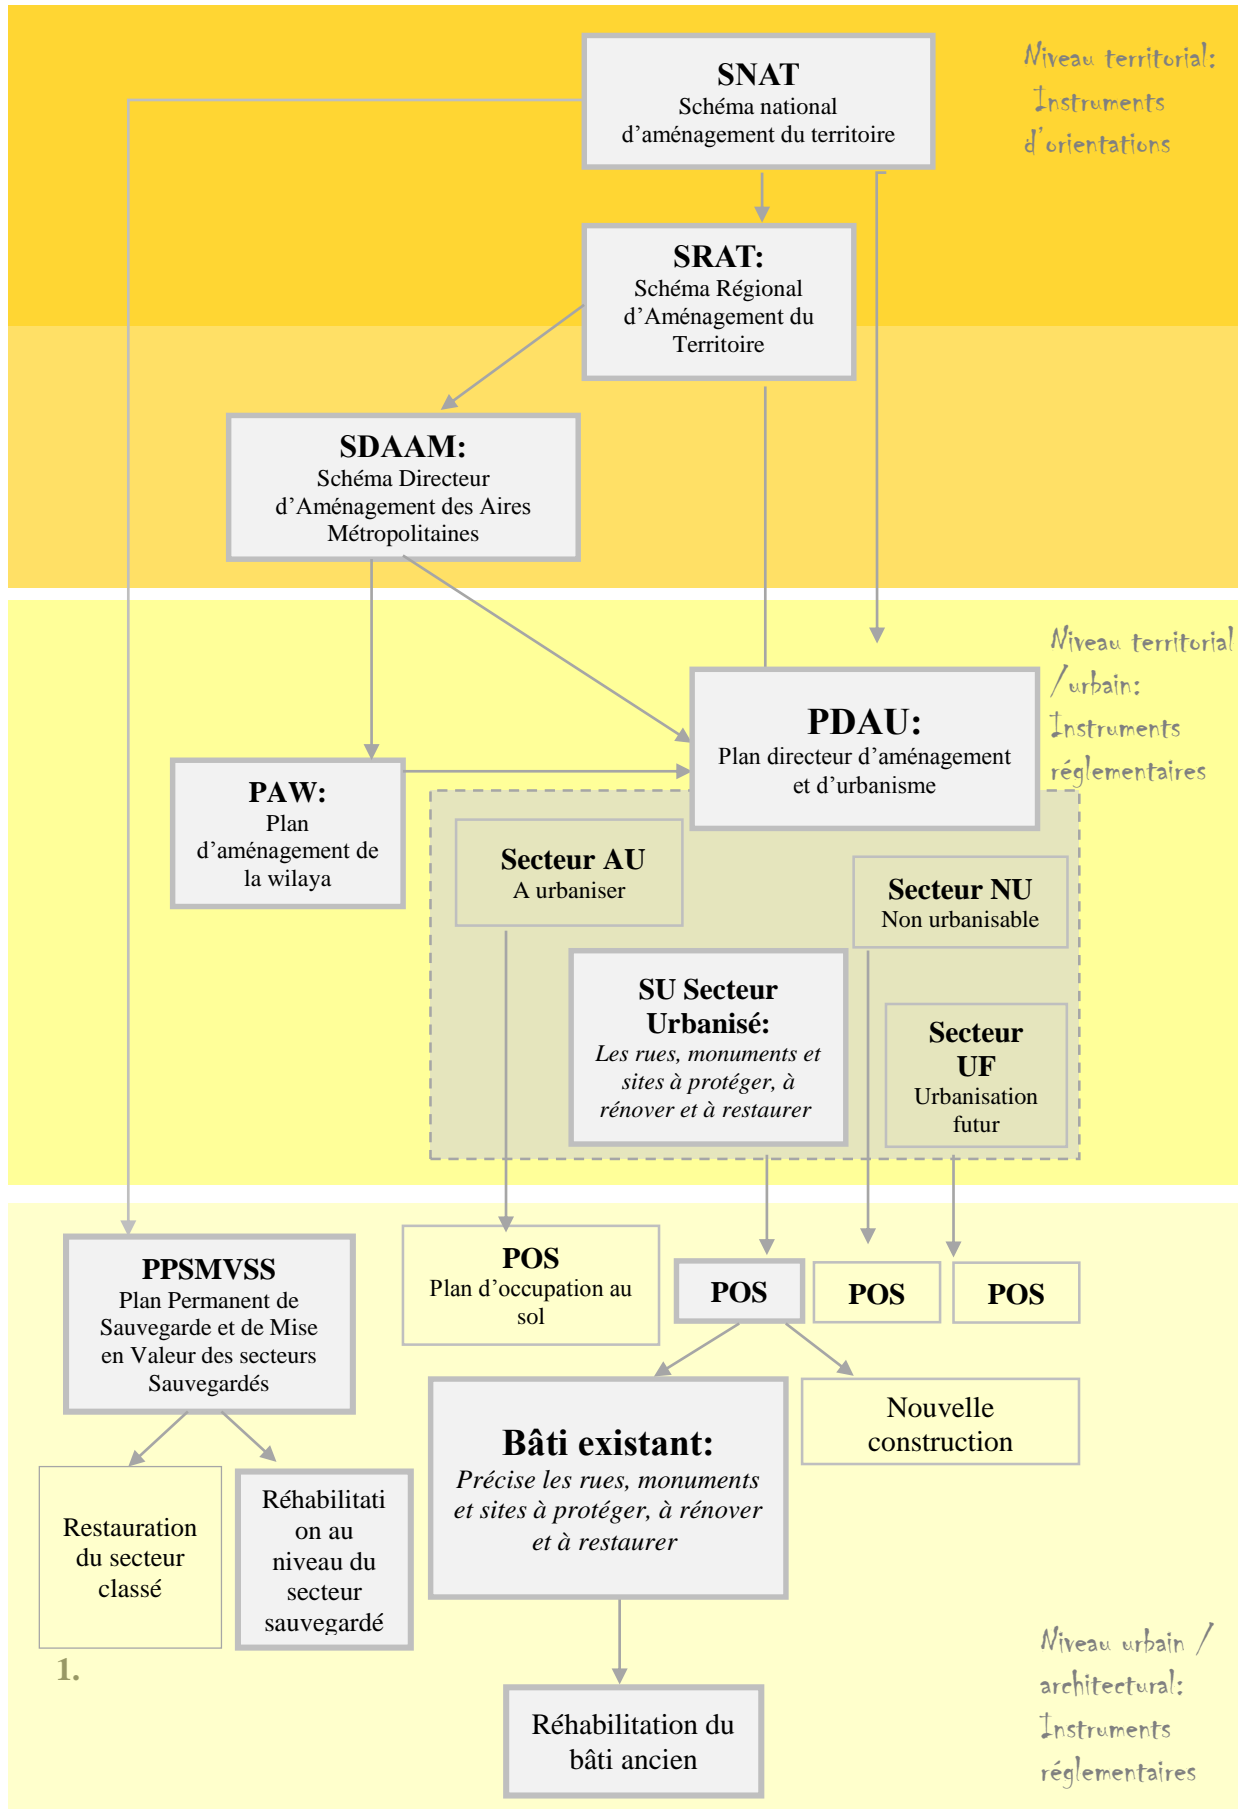 SNAT
Schéma national
d’aménagement du territoire
Niveau territorial:
Instruments
d’orientations
SRAT:
Schéma Régional
d’Aménagement du
Territoire
SDAAM:
Schéma Directeur
d’Aménagement des Aires
Métropolitaines
Niveau territorial
/urbain:
Instruments
réglementaires
PDAU:
Plan directeur d’aménagement
et d’urbanisme
PAW:
Plan
d’aménagement de
la wilaya
Secteur AU
A urbaniser
Secteur NU
Non urbanisable
SU Secteur
Urbanisé:
Les rues, monuments et
sites à protéger, à
rénover et à restaurer
Secteur
UF
Urbanisation
futur
PPSMVSS
Plan Permanent de
Sauvegarde et de Mise
en Valeur des secteurs
Sauvegardés
POS
Plan d’occupation au
sol
POS
POS
POS
Bâti existant:
Précise les rues, monuments
et sites à protéger, à rénover
et à restaurer
Nouvelle
construction
Restauration
du secteur
classé
Réhabilitati
on au
niveau du
secteur
sauvegardé
1.
Réhabilitation du
bâti ancien
Niveau urbain /
architectural:
Instruments
réglementaires